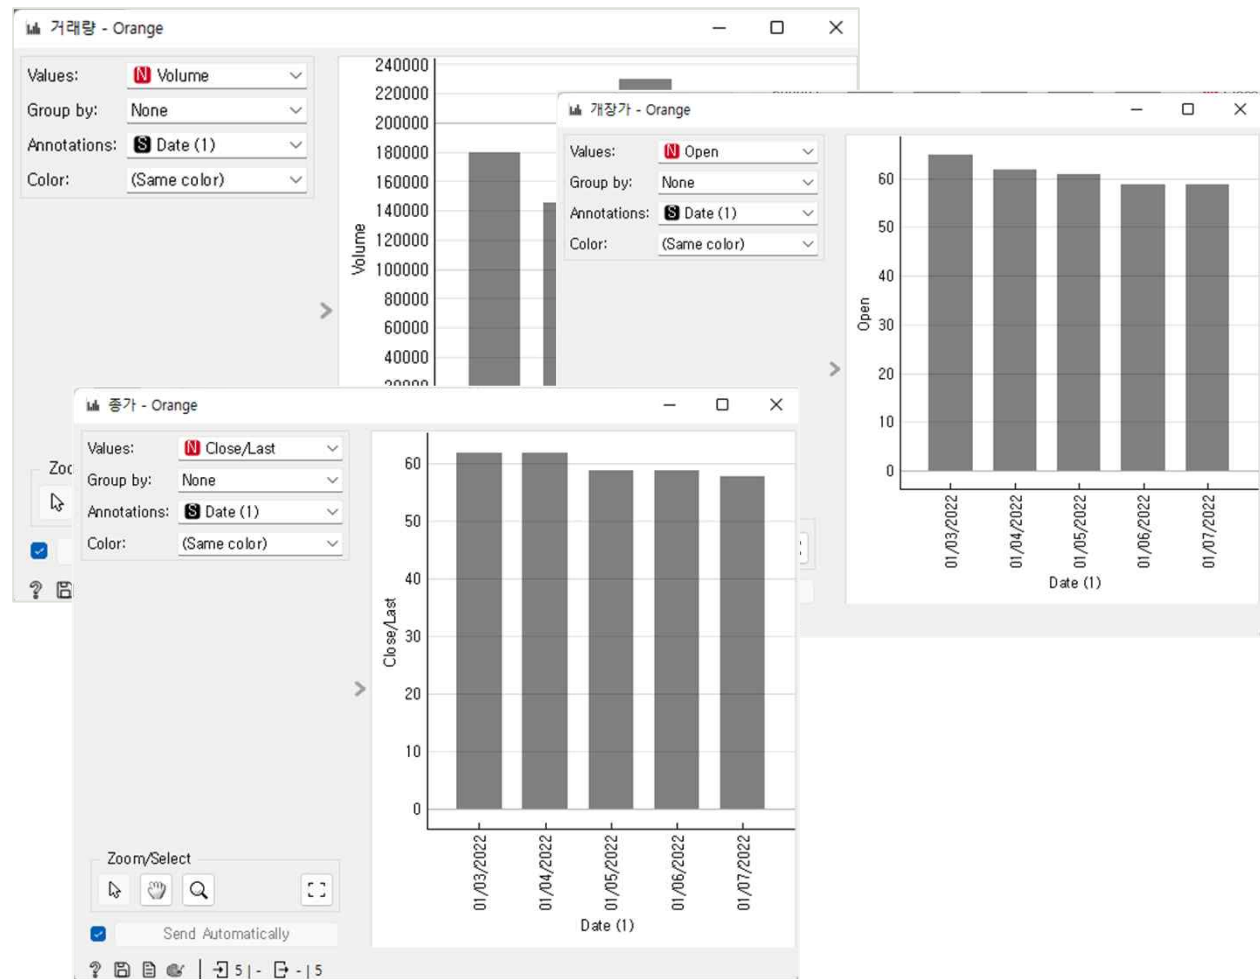 거래량 - Orange
Values: N Volume
Group by: None
Annotations: S Date (1)
Color: (Same color)
240000
220000
200000
180000
160000
140000
120000
100000
80000
60000
40000
Volume
개장가 - Orange
Values: N Open
Group by: None
Annotations: S Date (1)
Color: (Same color)
60
50
40
30
20
10
0
Open
01/03/2022
01/04/2022
01/05/2022
01/06/2022
01/07/2022
Date (1)
종가 - Orange
Values: N Close/Last
Group by: None
Annotations: S Date (1)
Color: (Same color)
60
50
40
30
20
10
0
Close/Last
01/03/2022
01/04/2022
01/05/2022
01/06/2022
01/07/2022
Date (1)
Zoom/Select
Send Automatically
? 5 | - - | 5
Zoo
?